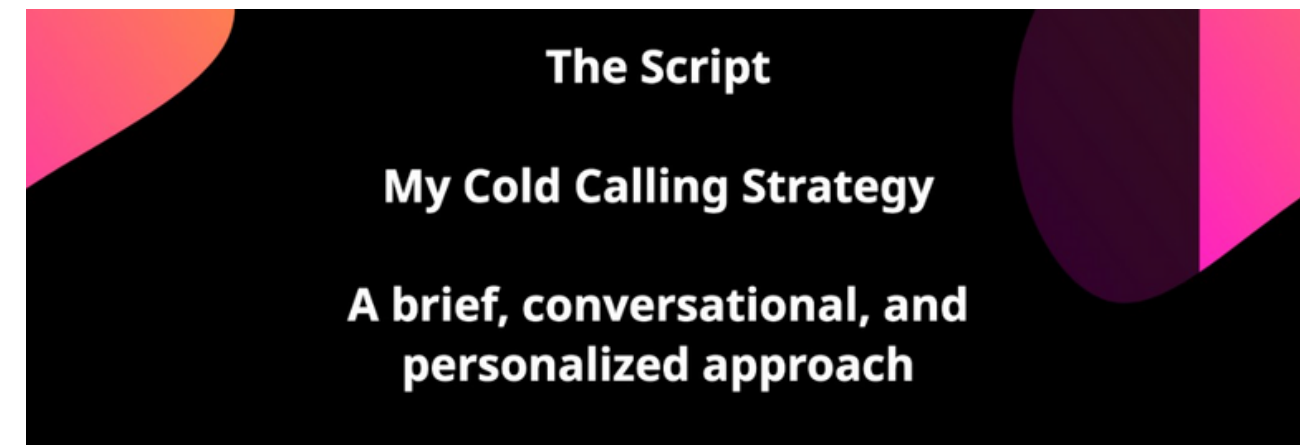 The Script
My Cold Calling Strategy
A brief, conversational, and
personalized approach